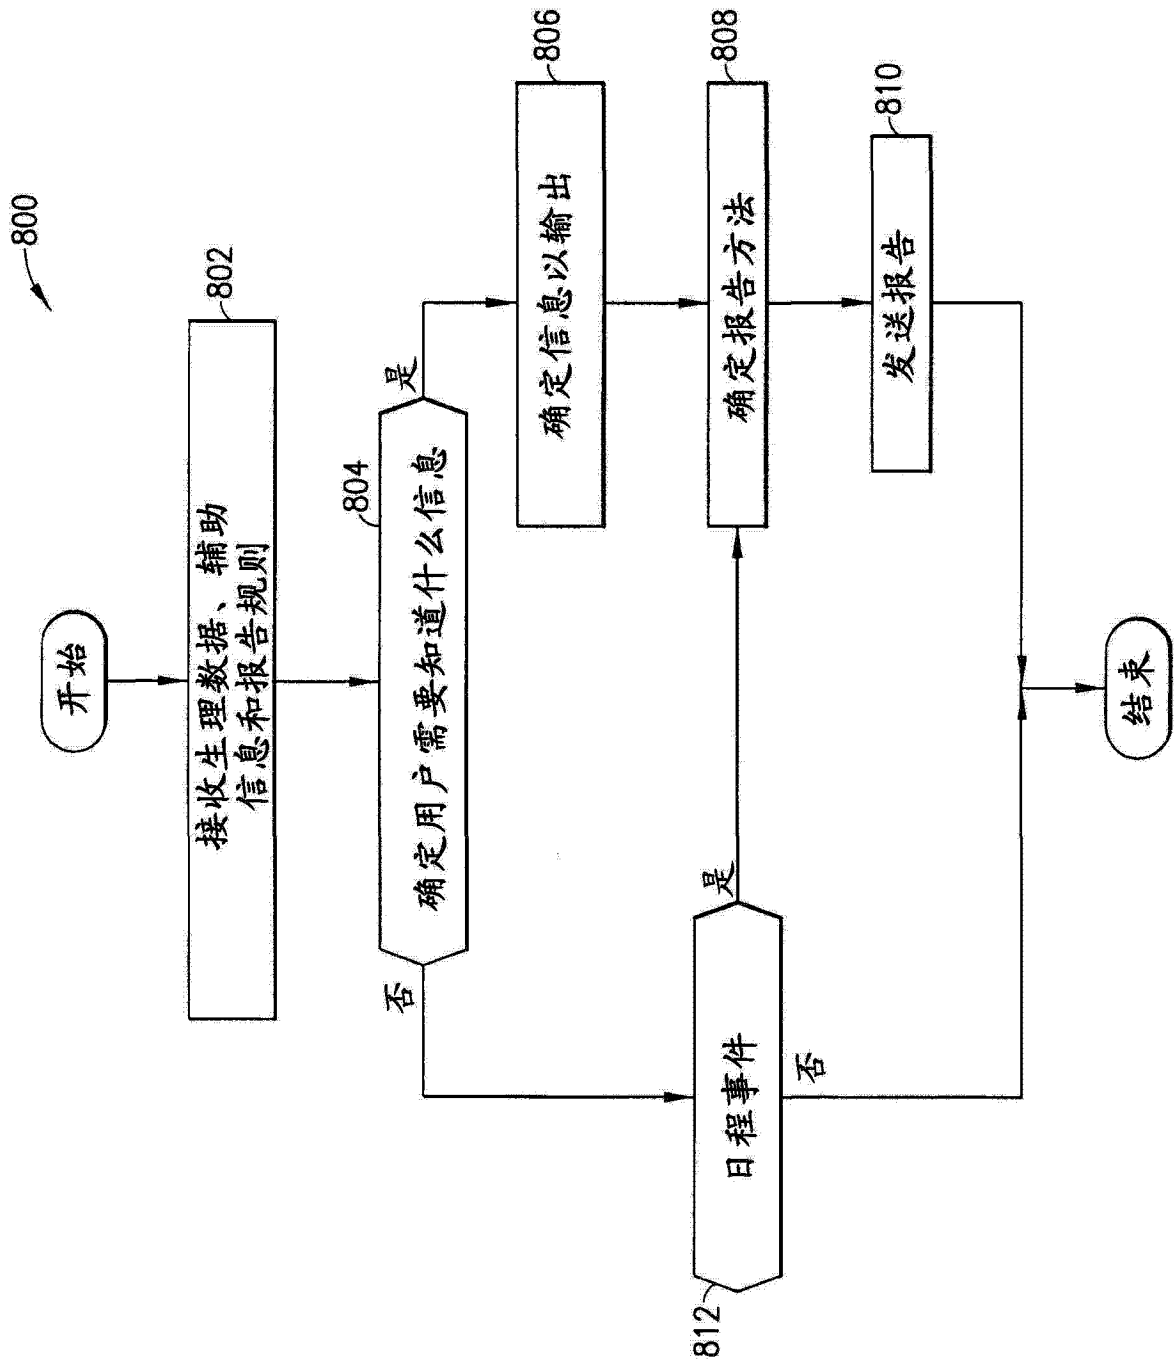 800
开始
802
接收生理数据、辅助
信息和报告规则
804
确定用户需要知道什么信息
否
是
806
确定信息以输出
812
日程事件
是
否
808
确定报告方法
810
发送报告
结束